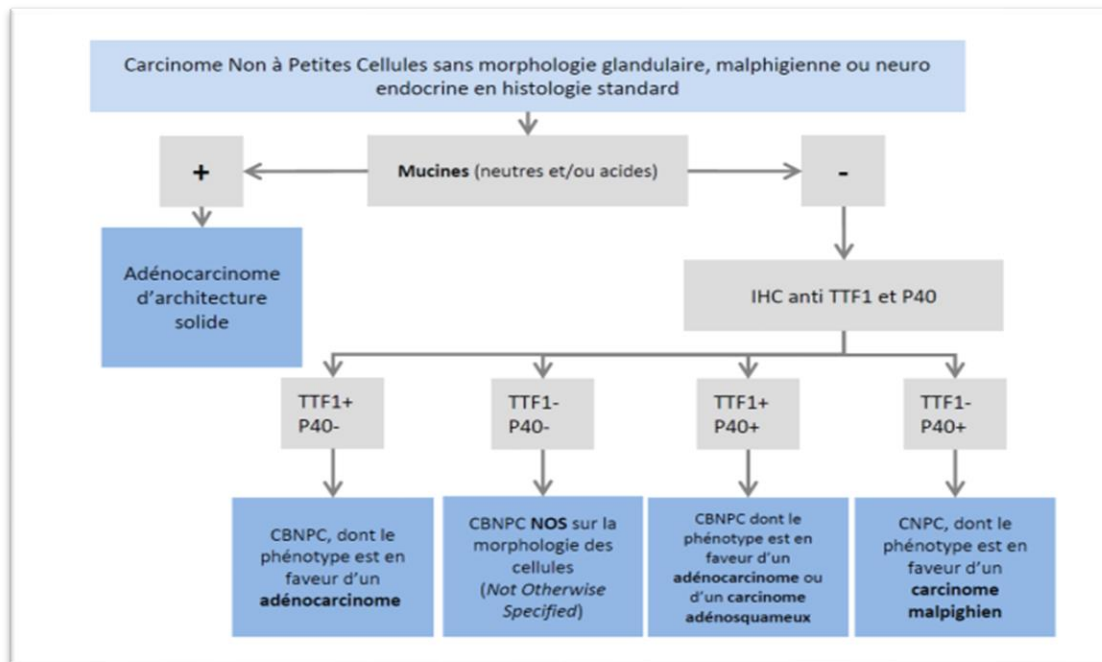 Carcinome Non à Petites Cellules sans morphologie glandulaire, malphigienne ou neuro
endocrine en histologie standard
+
Mucines (neutres et/ou acides)
-
Adénocarcinome
d'architecture
solide
IHC anti TTF1 et P40
TTF1+
P40-
TTF1-
P40-
TTF1+
P40+
TTF1-
P40+
CBNPC, dont le
phénotype est en
faveur d'un
adénocarcinome
CBNPC NOS sur la
morphologie des
cellules
(Not Otherwise
Specified)
CBNPC dont le
phénotype est en
faveur d'un
adénocarcinome ou
d'un carcinome
adénosquameux
CNPC, dont le
phénotype est en
faveur d'un
carcinome
malpighien